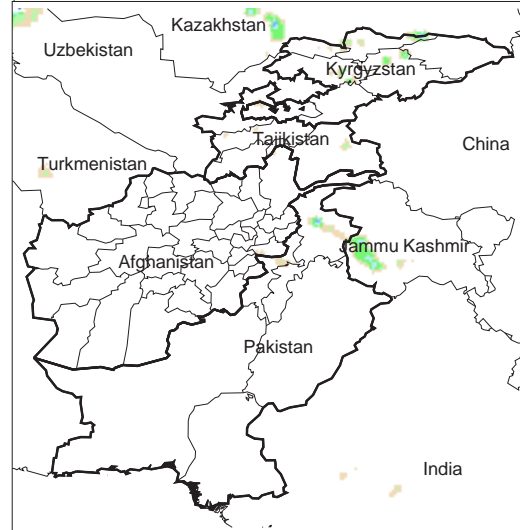 Kazakhstan
Uzbekistan
Kyrgyzstan
Tajikistan
China
Turkmenistan
Jammu Kashmir
Afghanistan
Pakistan
India